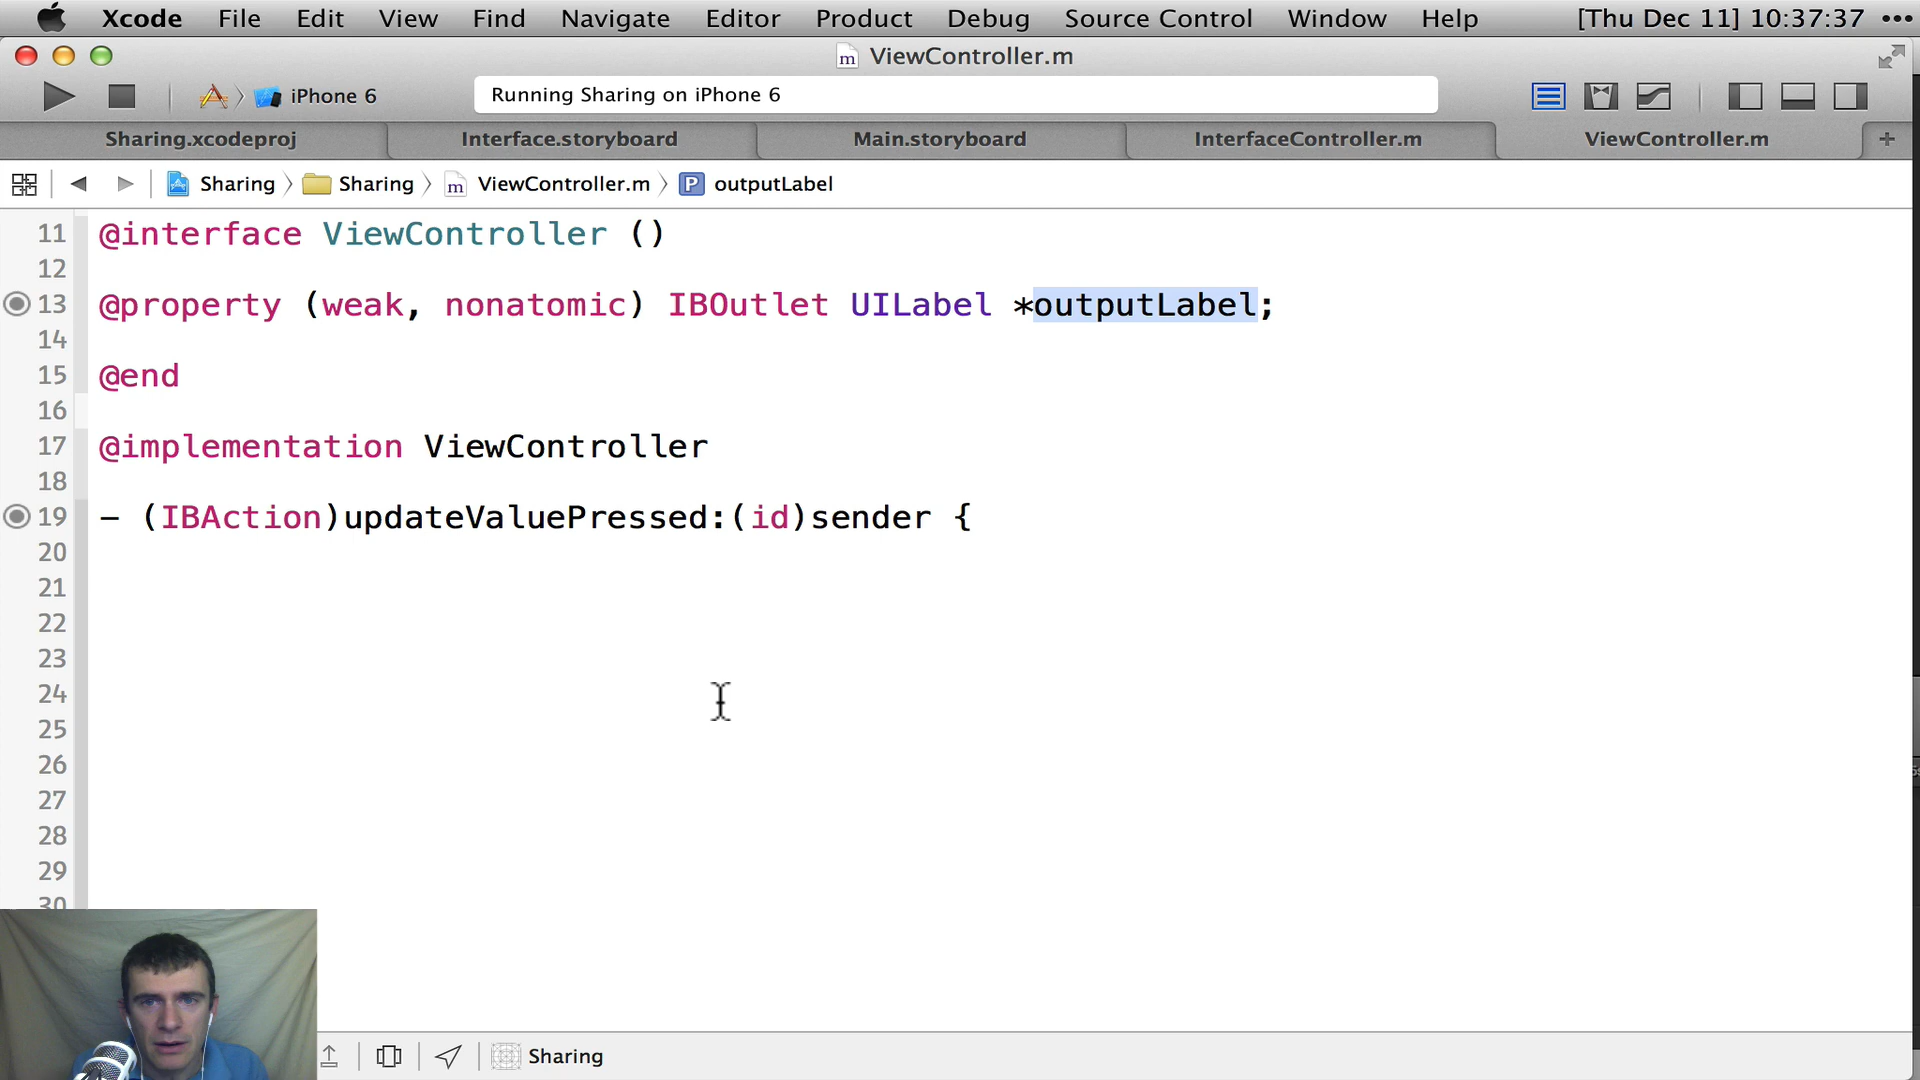 Xcode File Edit View Find Navigate Editor Product Debug Source Control Window Help [Thu Dec 11] 10:37:37 •••
m ViewController.m
iPhone 6 Running Sharing on iPhone 6
Sharing.xcodeproj Interface.storyboard Main.storyboard InterfaceController.m ViewController.m +
Sharing Sharing m ViewController.m P outputLabel
11 @interface ViewController ()
12
13 @property (weak, nonatomic) IBOutlet UILabel *outputLabel;
14
15 @end
16
17 @implementation ViewController
18
19 - (IBAction)updateValuePressed:(id)sender {
20
21
22
23
24
25
26
27
28
29
30
Sharing